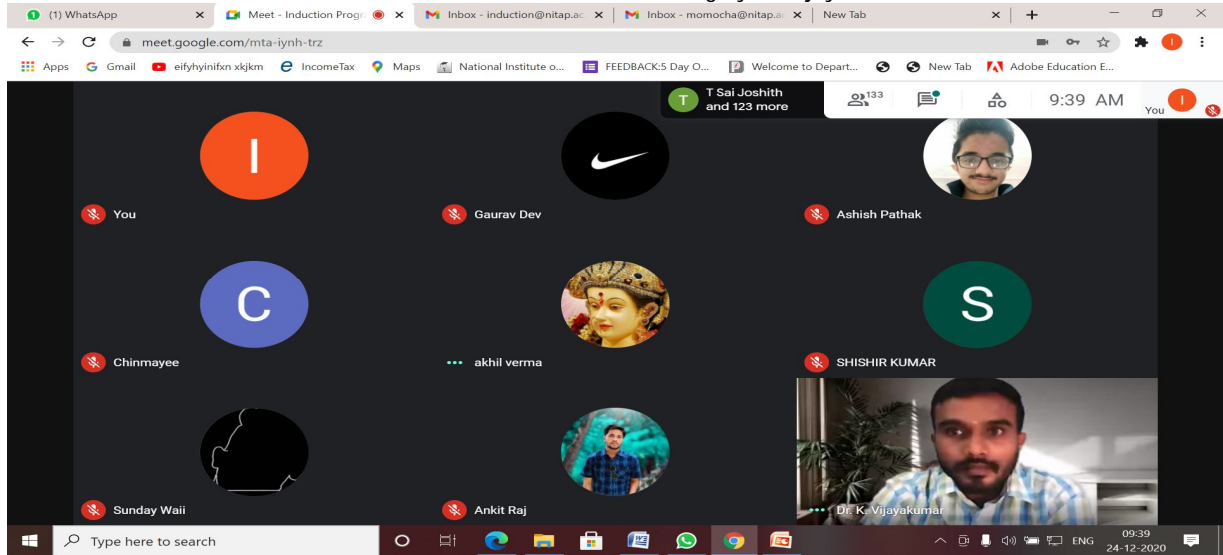 (1) WhatsApp
Meet - Induction Progr
Inbox - induction@nitap.ac
Inbox - momocha@nitap.a
New Tab
meet.google.com/mta-iynh-trz
Apps Gmail eifyhyinifxn xkjkm IncomeTax Maps National Institute o... FEEDBACK:5 Day O... Welcome to Depart... New Tab Adobe Education E...
T T Sai Joshith
and 123 more
133
9:39 AM
You I
I
You
Gaurav Dev
Ashish Pathak
C
Chinmayee
akhil verma
S
SHISHIR KUMAR
Sunday Waii
Ankit Raj
Dr. K. Vijayakumar
Type here to search
ENG
09:39
24-12-2020